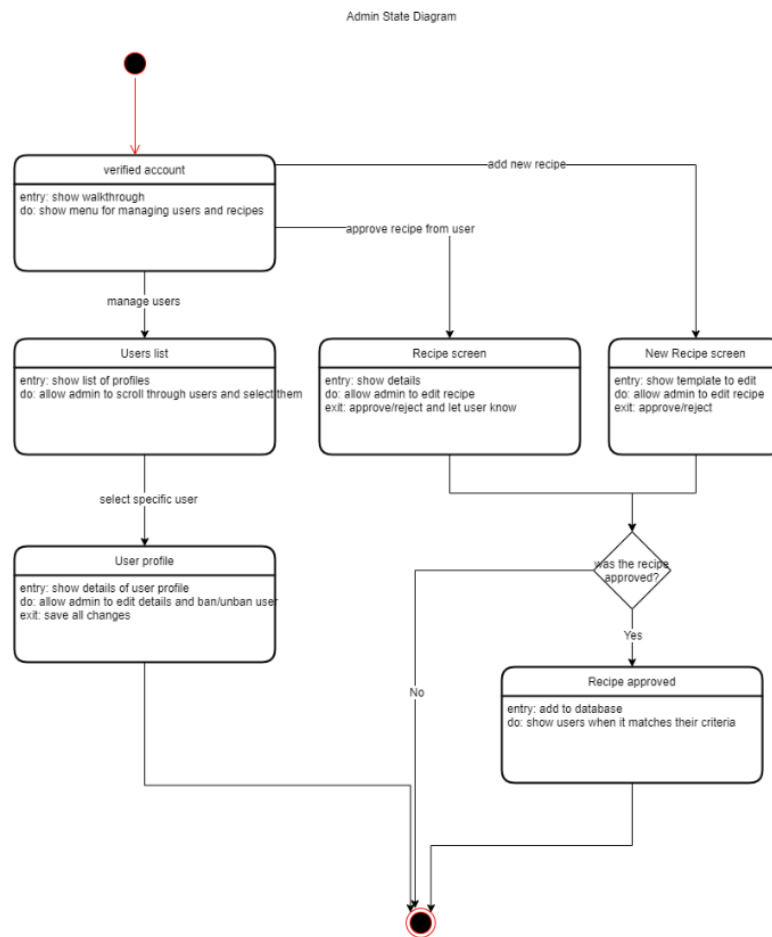 Admin State Diagram
verified account
entry: show walkthrough
do: show menu for managing users and recipes
add new recipe
approve recipe from user
manage users
Users list
entry: show list of profiles
do: allow admin to scroll through users and select them
Recipe screen
entry: show details
do: allow admin to edit recipe
exit: approve/reject and let user know
New Recipe screen
entry: show template to edit
do: allow admin to edit recipe
exit: approve/reject
select specific user
User profile
entry: show details of user profile
do: allow admin to edit details and ban/unban user
exit: save all changes
was the recipe
approved?
Yes
No
Recipe approved
entry: add to database
do: show users when it matches their criteria